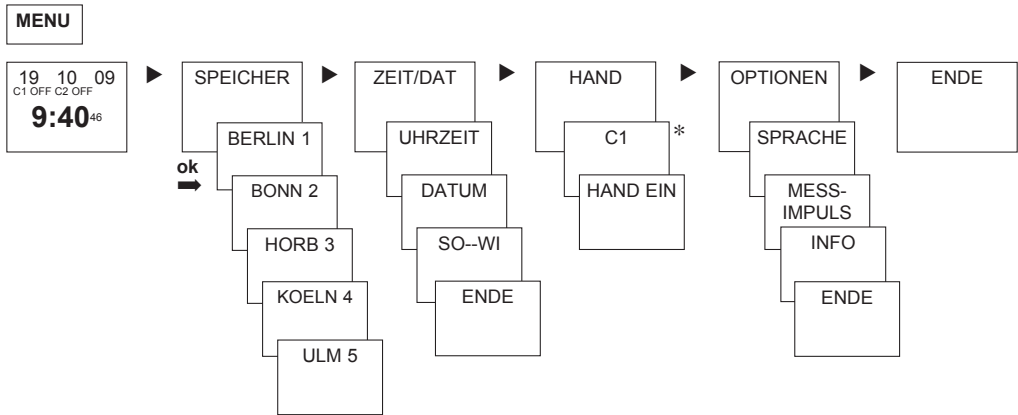 MENU
19 10 09
C1 OFF C2 OFF
9:40 46
SPEICHER
BERLIN 1
ok
BONN 2
HORB 3
KOELN 4
ULM 5
ZEIT/DAT
UHRZEIT
DATUM
SO--WI
ENDE
HAND
C1 *
HAND EIN
OPTIONEN
SPRACHE
MESS-
IMPULS
INFO
ENDE
ENDE